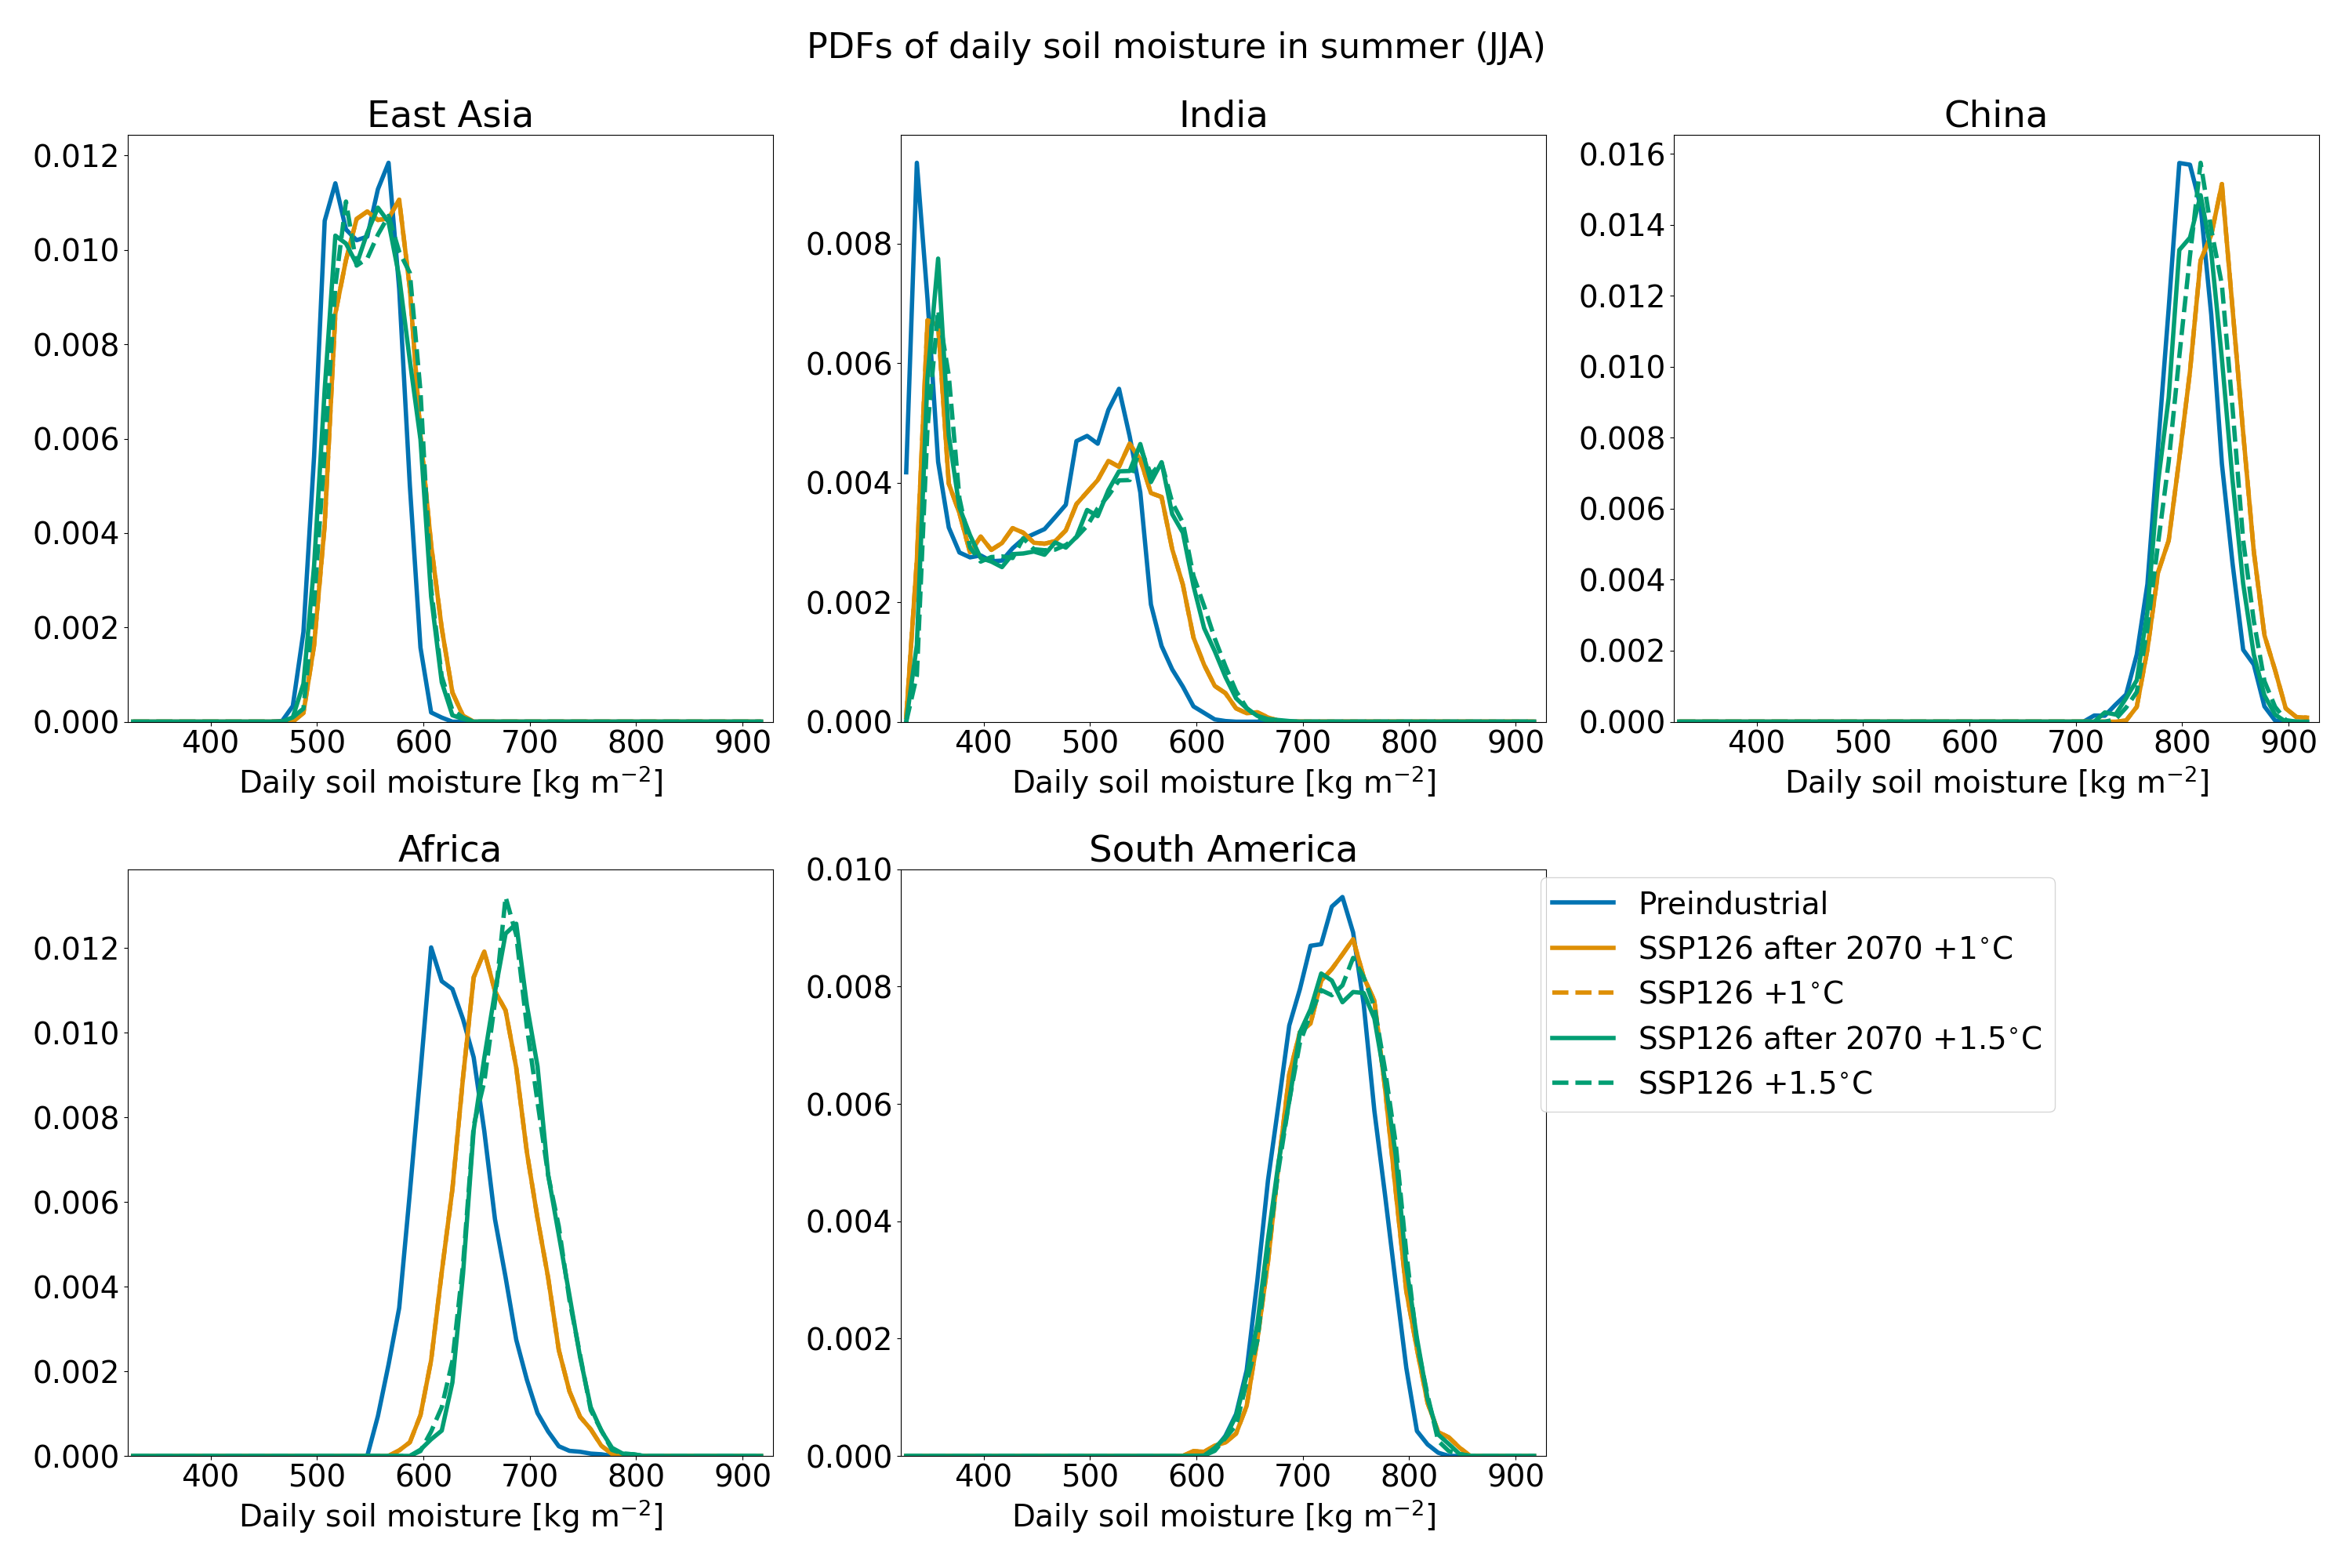 PDFs of daily soil moisture in summer (JJA)
East Asia
0.012
0.010
0.008
0.006
0.004
0.002
0.000
400 500 600 700 800 900
Daily soil moisture [kg m⁻²]
India
0.008
0.006
0.004
0.002
0.000
400 500 600 700 800 900
Daily soil moisture [kg m⁻²]
China
0.016
0.014
0.012
0.010
0.008
0.006
0.004
0.002
0.000
400 500 600 700 800 900
Daily soil moisture [kg m⁻²]
Africa
0.012
0.010
0.008
0.006
0.004
0.002
0.000
400 500 600 700 800 900
Daily soil moisture [kg m⁻²]
South America
0.010
0.008
0.006
0.004
0.002
0.000
400 500 600 700 800 900
Daily soil moisture [kg m⁻²]
Preindustrial
SSP126 after 2070 +1°C
SSP126 +1°C
SSP126 after 2070 +1.5°C
SSP126 +1.5°C